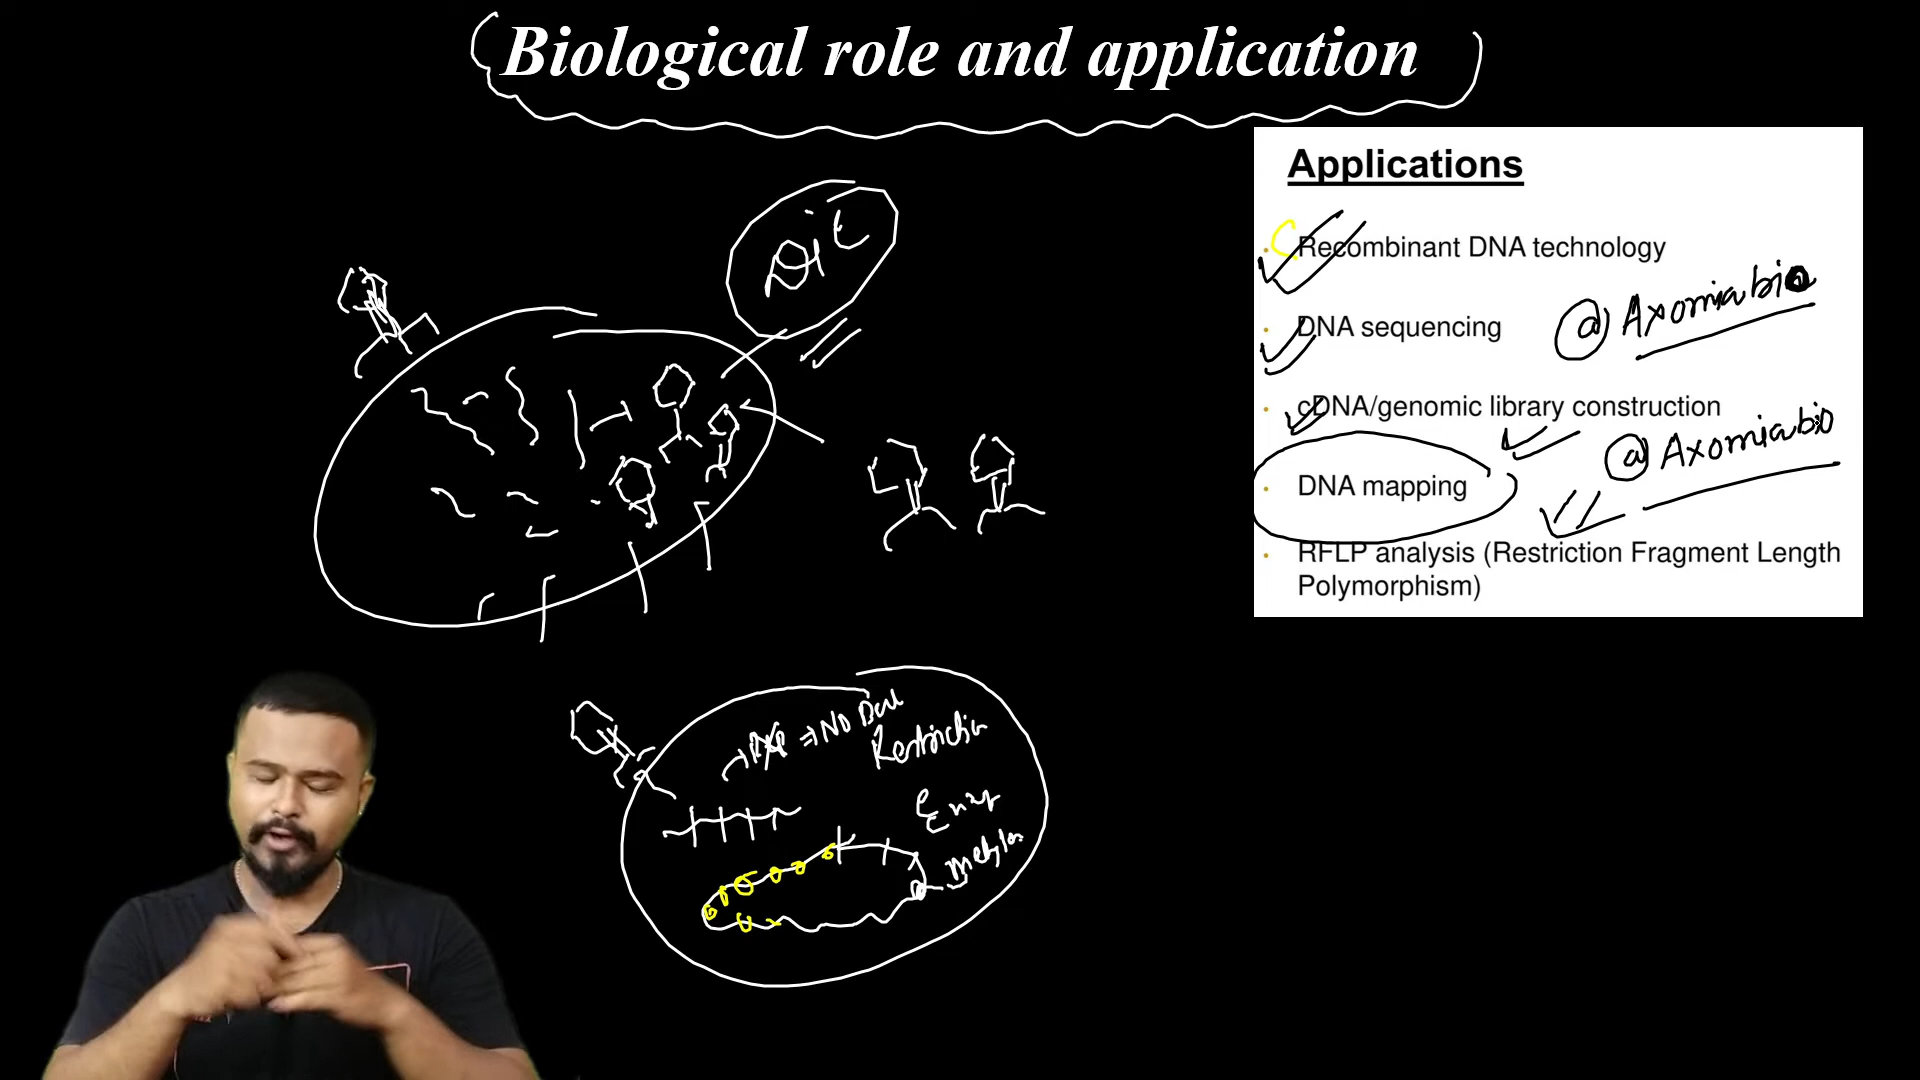 Biological role and application
Applications
Recombinant DNA technology
@Axomiabio
DNA sequencing
cDNA/genomic library construction
@Axomiabio
DNA mapping
RFLP analysis (Restriction Fragment Length
Polymorphism)
Die
⇒ NO
Restriction